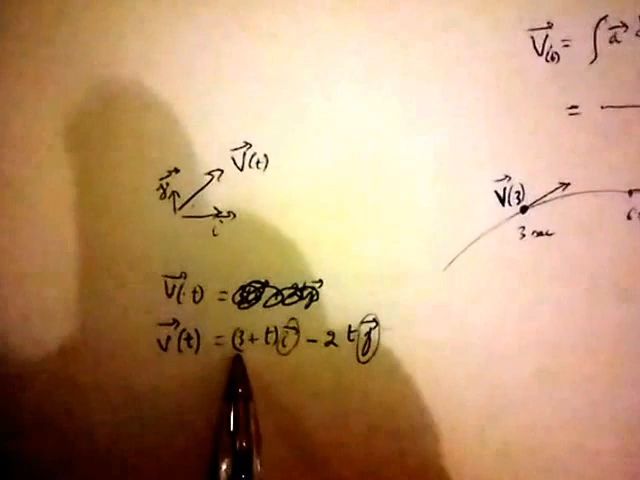 V⃗(t) = ∫ a⃗
= —
j⃗ V⃗(t)
i⃗
V⃗(3)
3 sec
V⃗(t) =
V⃗(t) = (3+t) i⃗ - 2 t j⃗